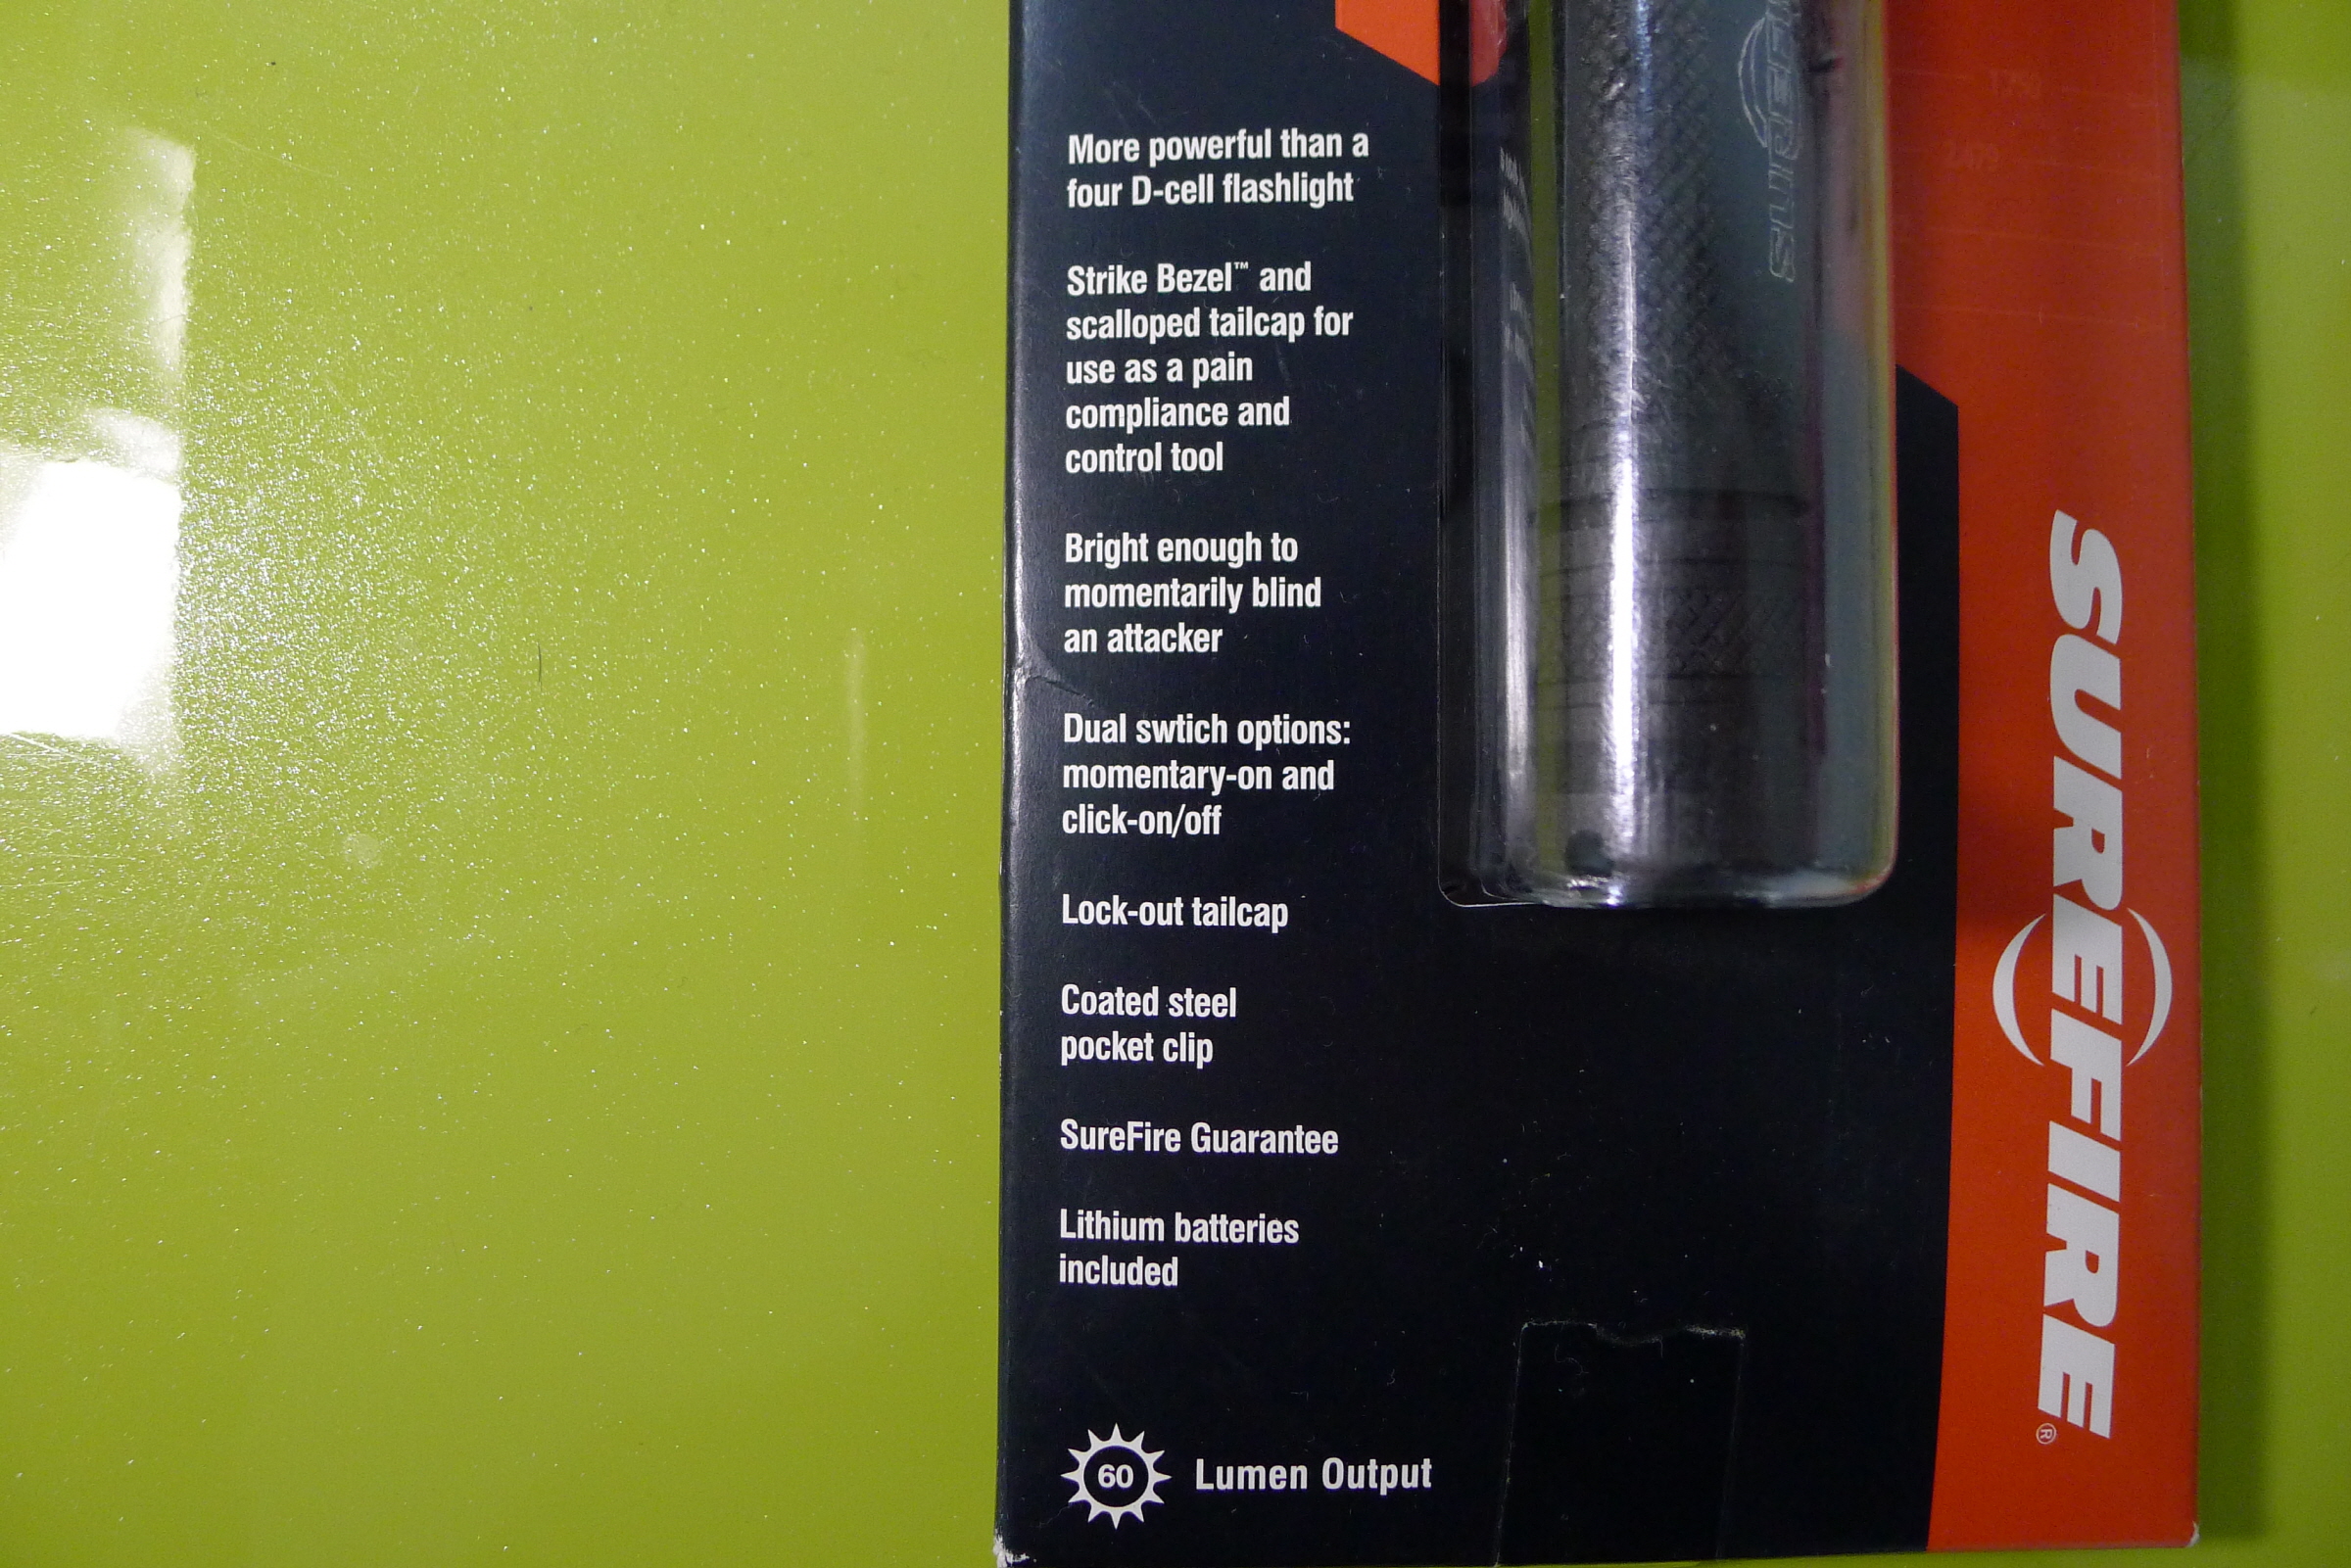 More powerful than a
four D-cell flashlight
Strike Bezel™ and
scalloped tailcap for
use as a pain
compliance and
control tool
Bright enough to
momentarily blind
an attacker
Dual swtich options:
momentary-on and
click-on/off
Lock-out tailcap
Coated steel
pocket clip
SureFire Guarantee
Lithium batteries
included
60 Lumen Output
SUREFIRE
SUREFIRE®